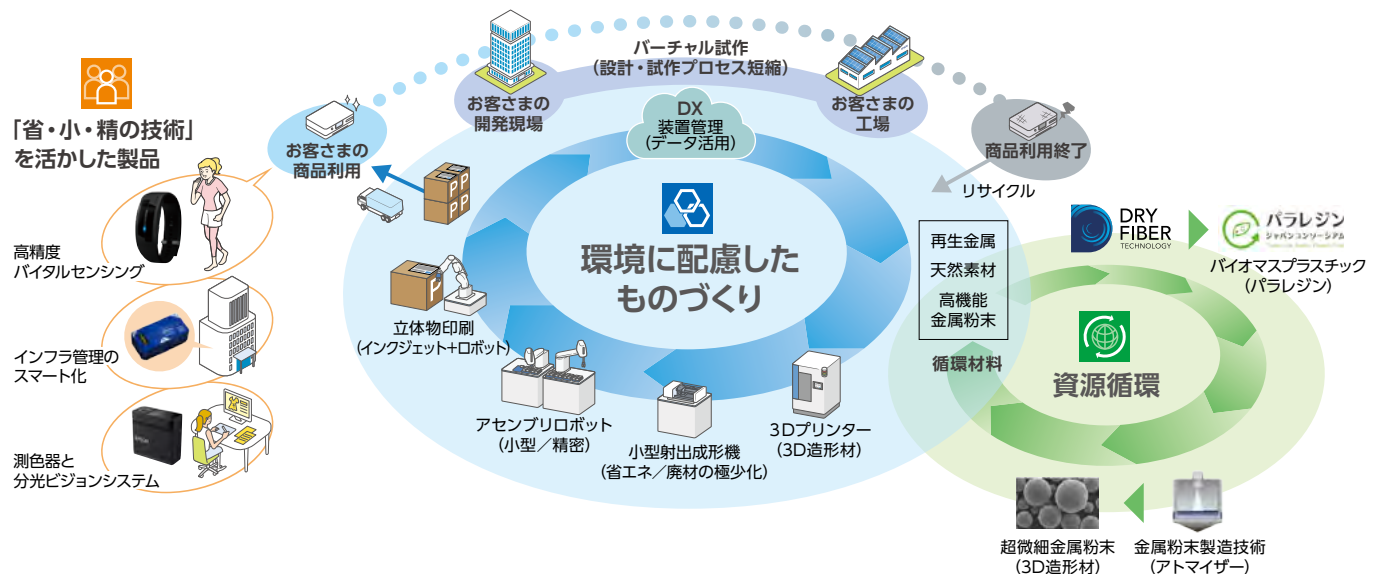 「省・小・精の技術」
を活かした製品
高精度
バイタルセンシング
インフラ管理の
スマート化
測色器と
分光ビジョンシステム
お客さまの
商品利用
お客さまの
開発現場
バーチャル試作
（設計・試作プロセス短縮）
お客さまの
工場
商品利用終了
リサイクル
DX
装置管理
（データ活用）
環境に配慮した
ものづくり
P P
P P
P
立体物印刷
（インクジェット+ロボット）
アセンブリロボット
（小型／精密）
小型射出成形機
（省エネ／廃材の極少化）
3Dプリンター
（3D造形材）
再生金属
天然素材
高機能
金属粉末
循環材料
資源循環
DRY
FIBER
TECHNOLOGY
パラレジン
ジャパンコンソーシアム
バイオマスプラスチック
（パラレジン）
超微細金属粉末
（3D造形材）
金属粉末製造技術
（アトマイザー）